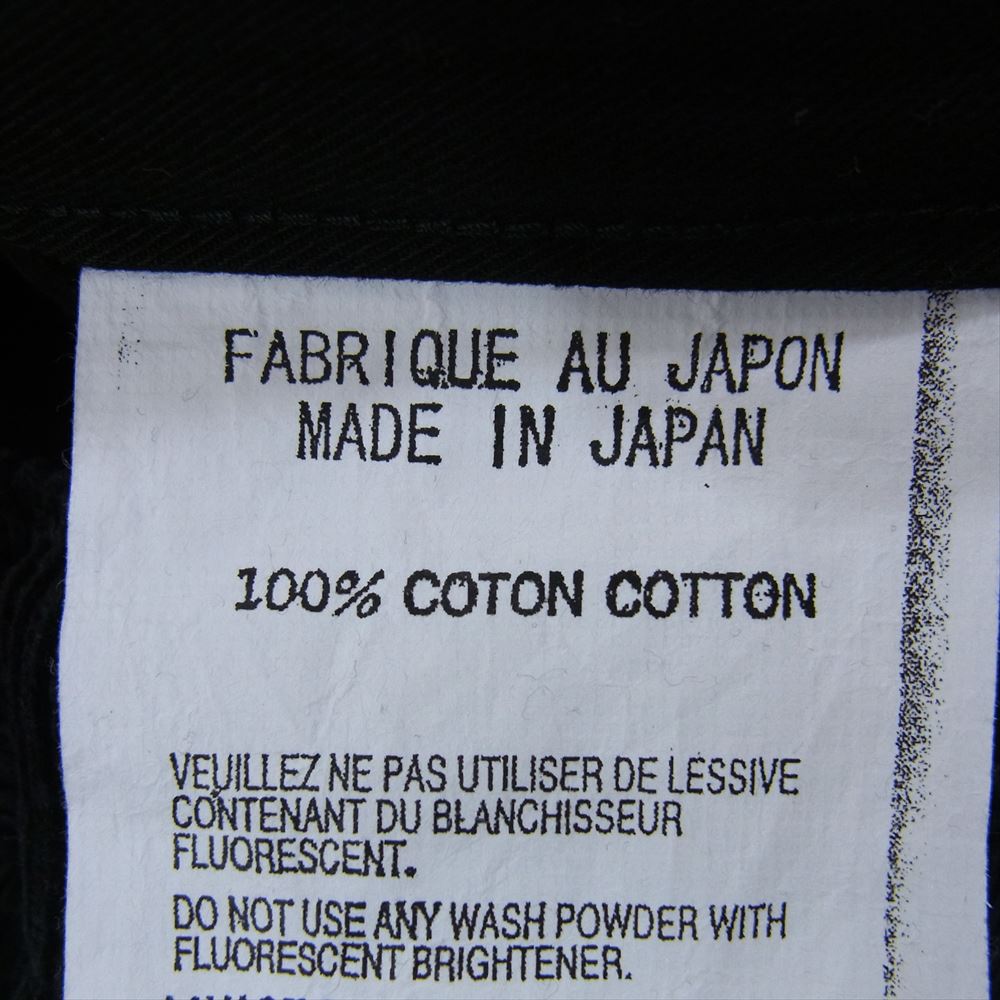 FABRIQUE AU JAPON
MADE IN JAPAN
100% COTON COTTON
VEUILLEZ NE PAS UTILISER DE LESSIVE
CONTENANT DU BLANCHISSEUR
FLUORESCENT.
DO NOT USE ANY WASH POWDER WITH
FLUORESCENT BRIGHTENER.